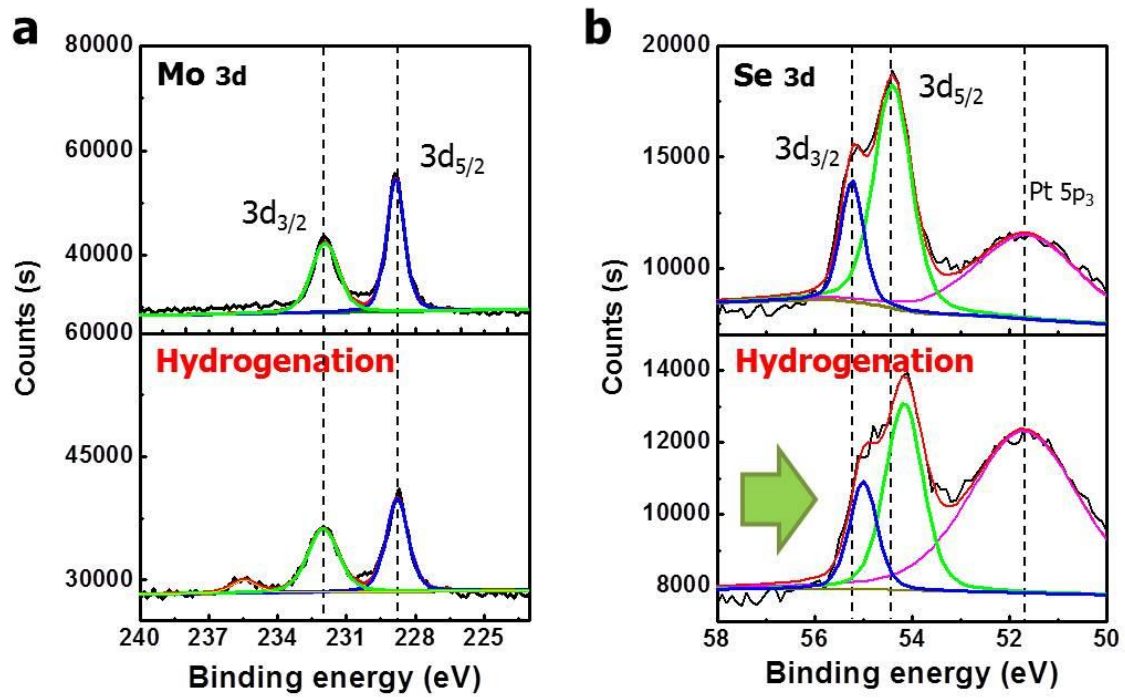 a
b
80000
60000
40000
60000
45000
30000
Mo 3d
3d5/2
3d3/2
Hydrogenation
Counts (s)
240 237 234 231 228 225
Binding energy (eV)
20000
15000
10000
14000
12000
10000
8000
Se 3d
3d5/2
3d3/2
Pt 5p3
Hydrogenation
Counts (s)
58 56 54 52 50
Binding energy (eV)